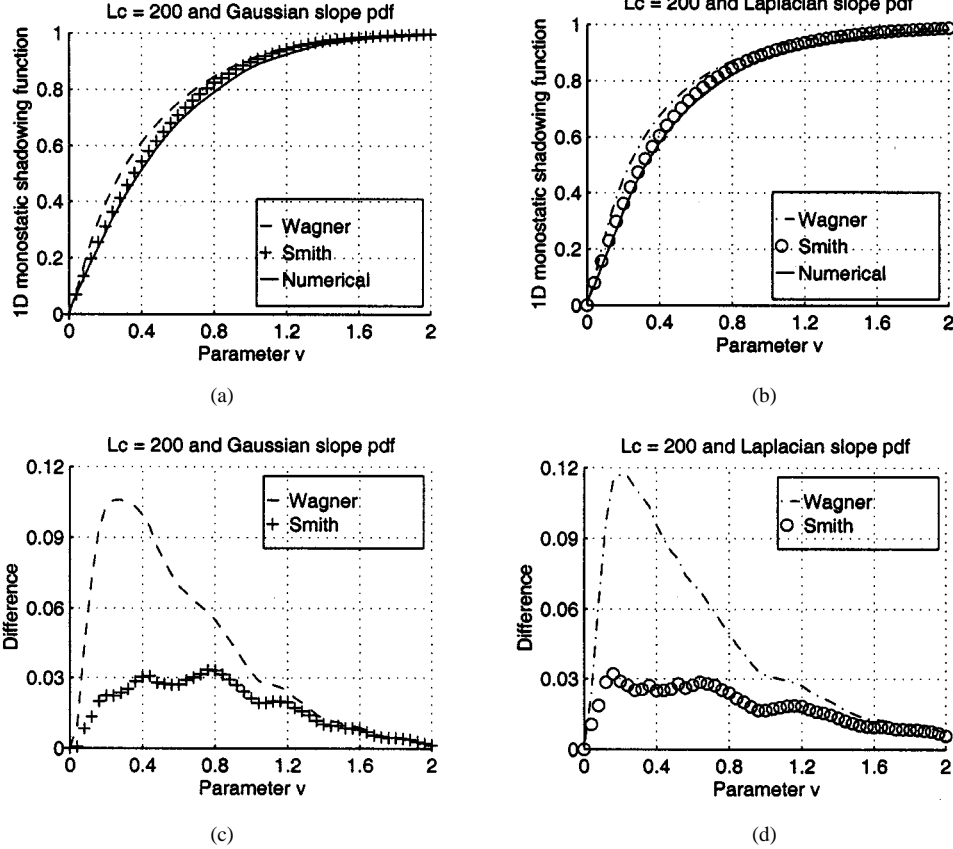 Lc = 200 and Gaussian slope pdf
1D monostatic shadowing function
1
0.8
0.6
0.4
0.2
0
Wagner
Smith
Numerical
0 0.4 0.8 1.2 1.6 2
Parameter v
(a)
Lc = 200 and Laplacian slope pdf
1D monostatic shadowing function
1
0.8
0.6
0.4
0.2
0
Wagner
Smith
Numerical
0 0.4 0.8 1.2 1.6 2
Parameter v
(b)
Lc = 200 and Gaussian slope pdf
Difference
0.12
0.09
0.06
0.03
0
Wagner
Smith
0 0.4 0.8 1.2 1.6 2
Parameter v
(c)
Lc = 200 and Laplacian slope pdf
Difference
0.12
0.09
0.06
0.03
0
Wagner
Smith
0 0.4 0.8 1.2 1.6 2
Parameter v
(d)